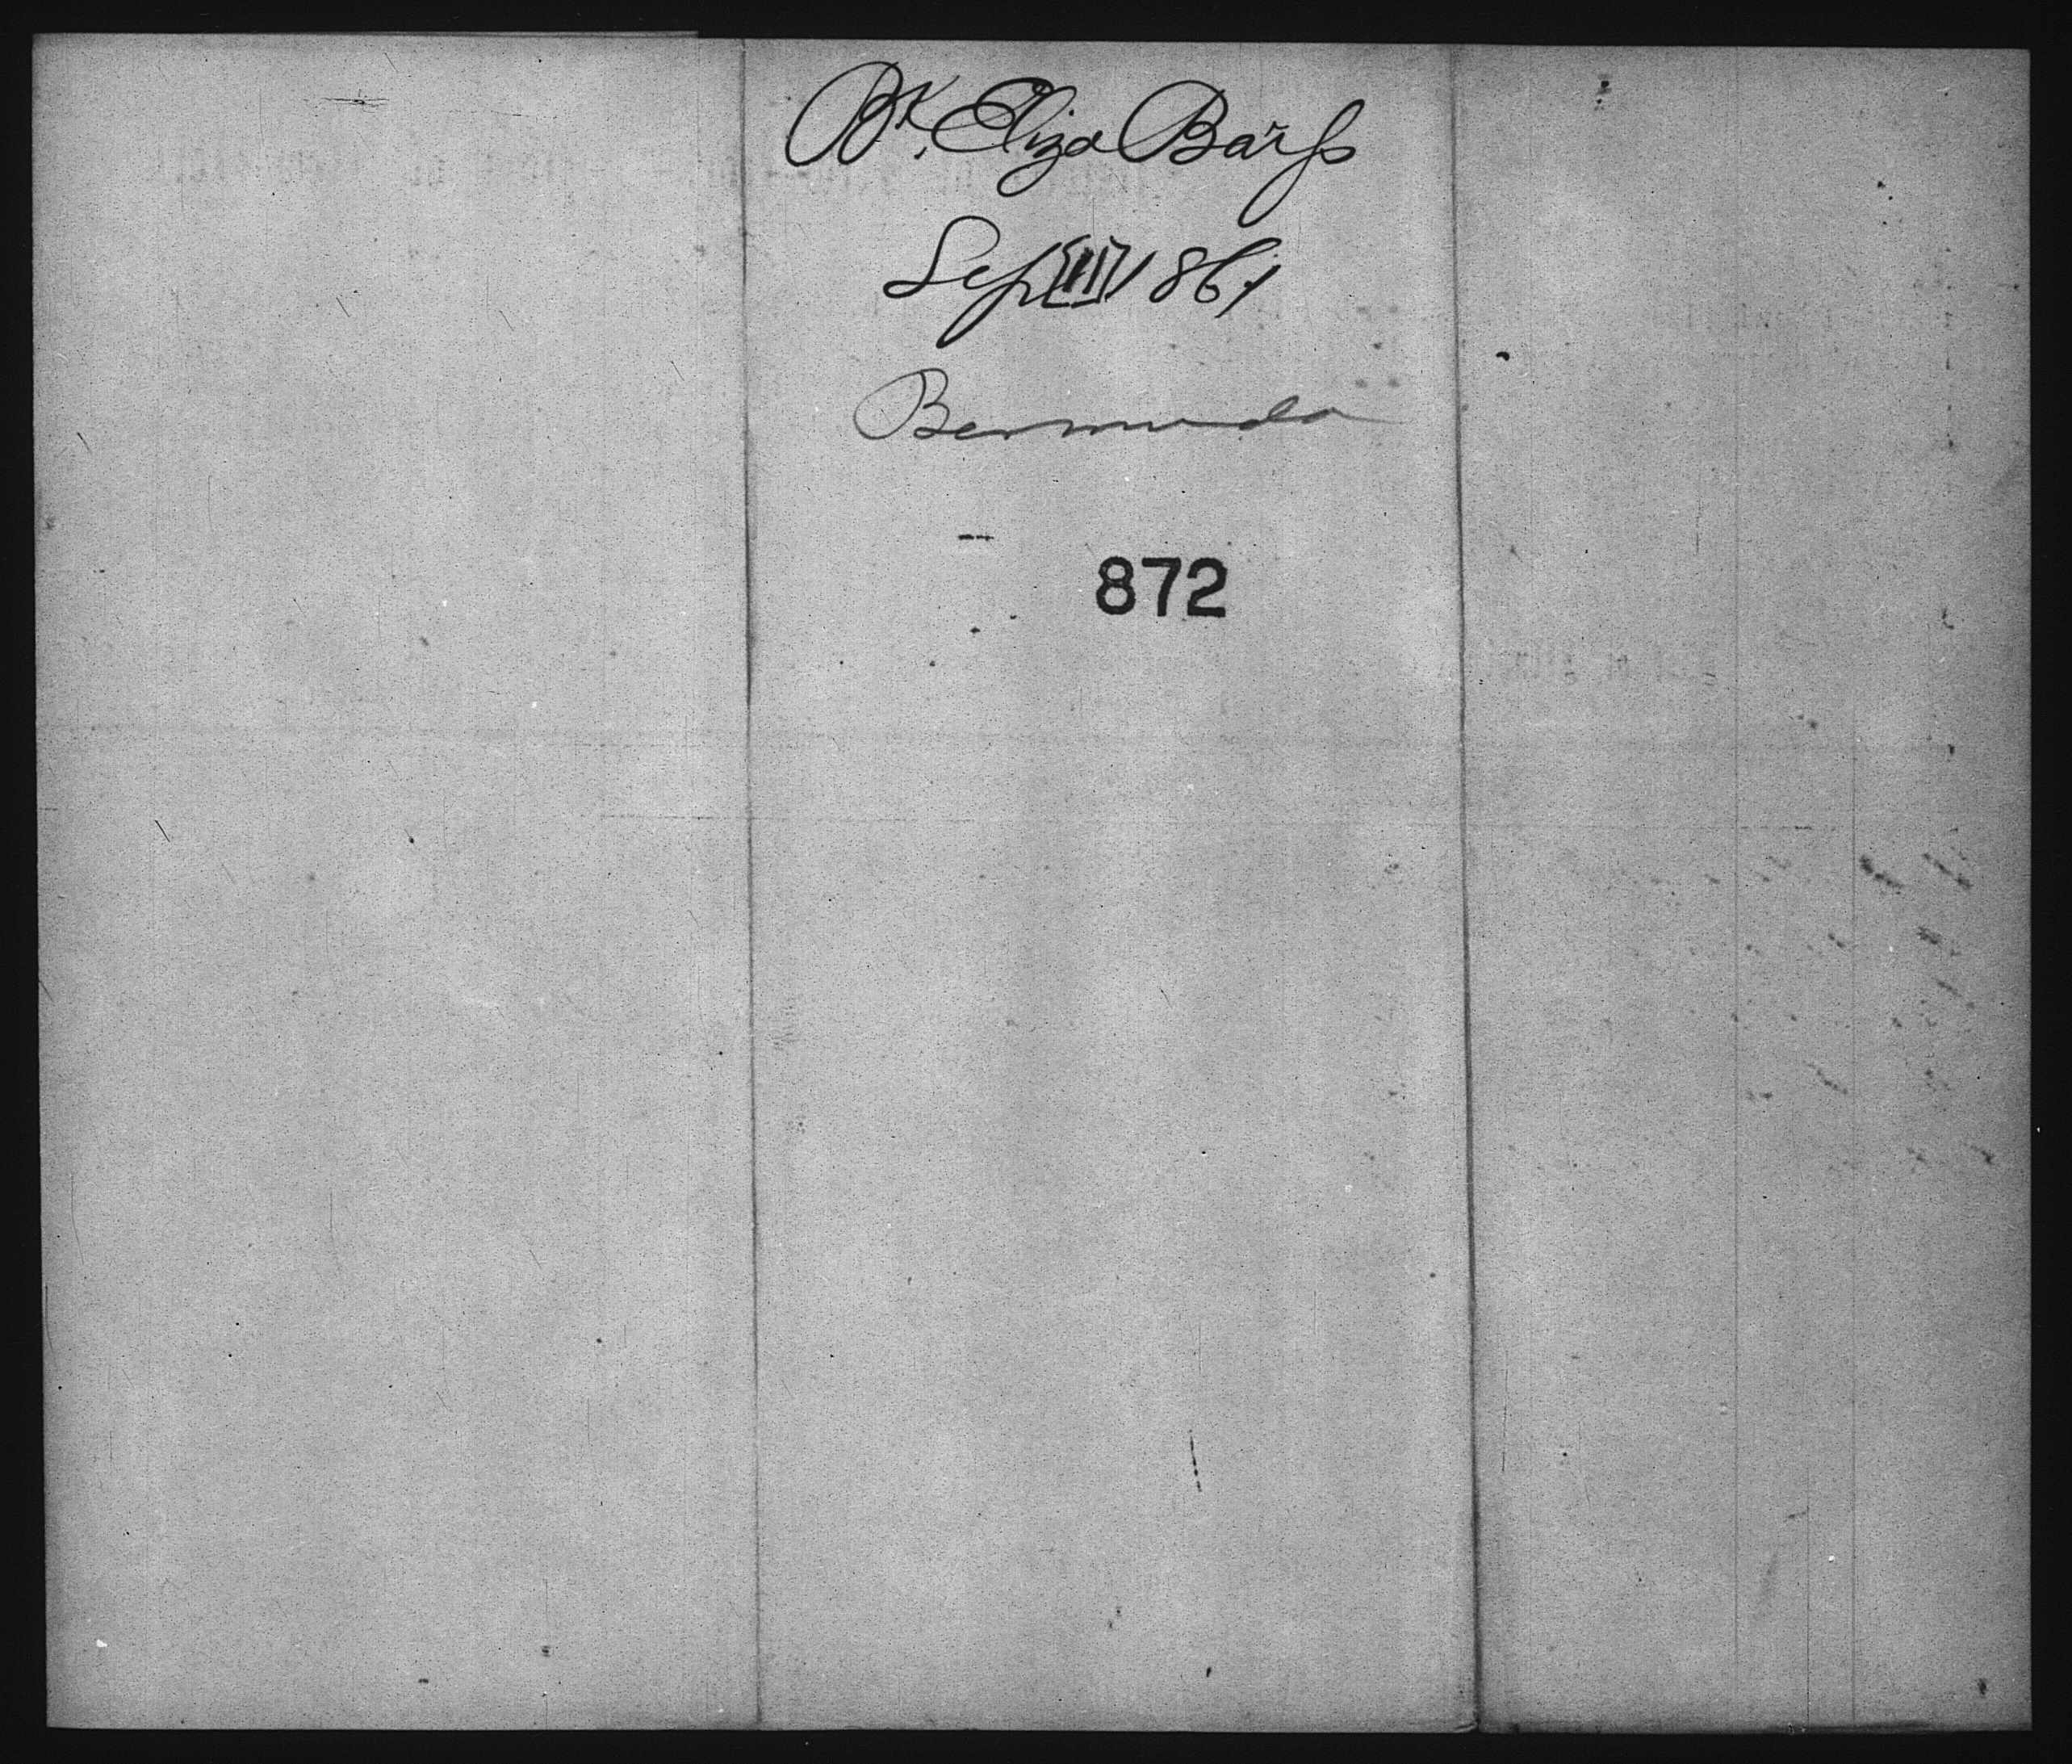 Bk. Eliza Barss
Sep 11/ 1861
Bermuda
872